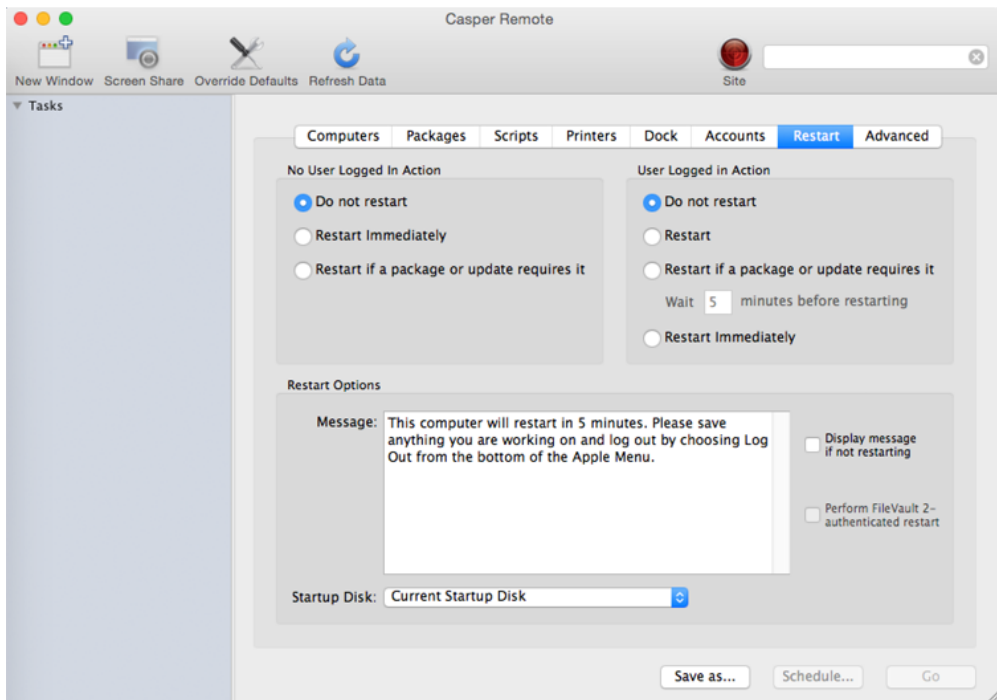 Casper Remote
New Window Screen Share Override Defaults Refresh Data Site
Tasks
Computers Packages Scripts Printers Dock Accounts Restart Advanced
No User Logged In Action
Do not restart
Restart Immediately
Restart if a package or update requires it
User Logged in Action
Do not restart
Restart
Restart if a package or update requires it
Wait 5 minutes before restarting
Restart Immediately
Restart Options
Message: This computer will restart in 5 minutes. Please save
anything you are working on and log out by choosing Log
Out from the bottom of the Apple Menu.
Display message
if not restarting
Perform FileVault 2-
authenticated restart
Startup Disk: Current Startup Disk
Save as... Schedule... Go